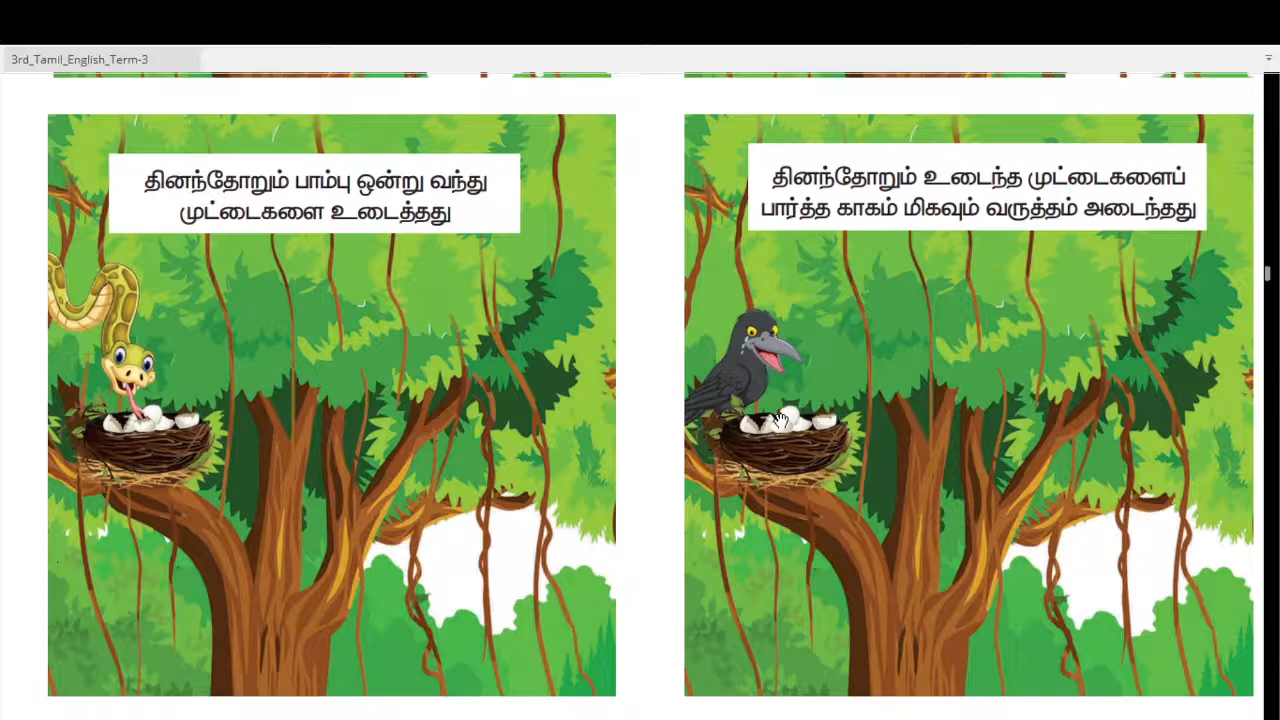 3rd_Tamil_English_Term-3
தினந்தோறும் பாம்பு ஒன்று வந்து
முட்டைகளை உடைத்தது
தினந்தோறும் உடைந்த முட்டைகளைப்
பார்த்த காகம் மிகவும் வருத்தம் அடைந்தது